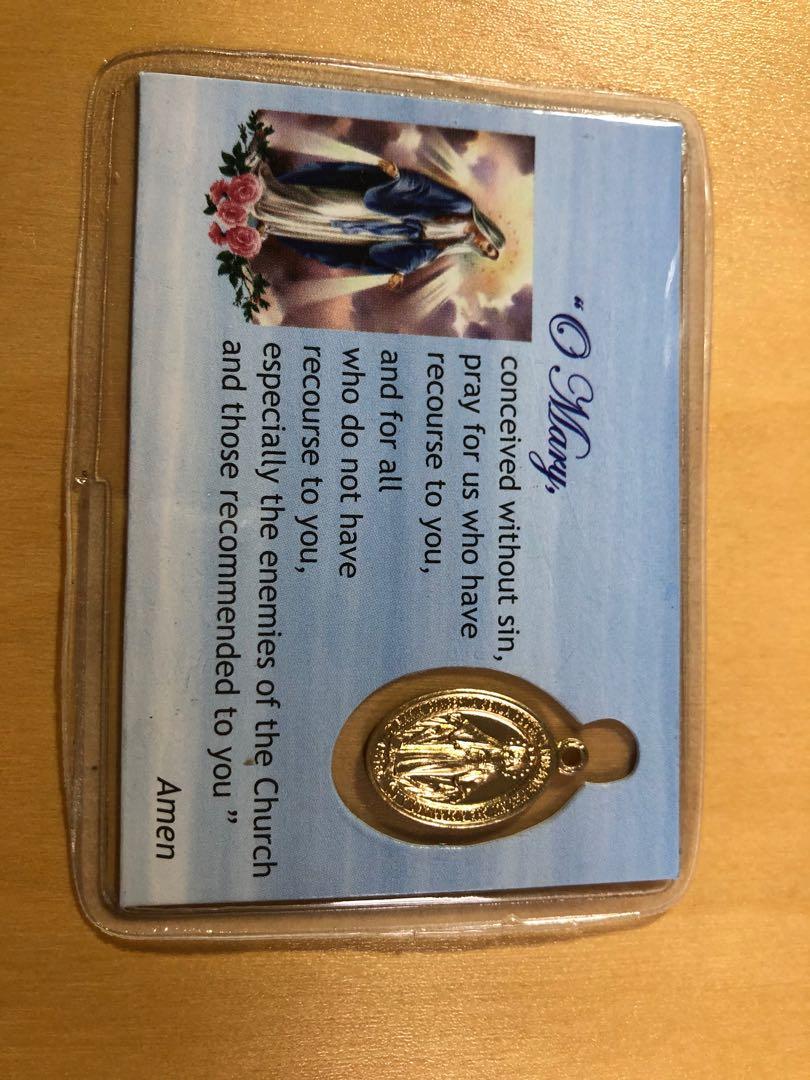 “O Mary,
conceived without sin,
pray for us who have
recourse to you,
and for all
who do not have
recourse to you,
especially the enemies of the Church
and those recommended to you ”
Amen